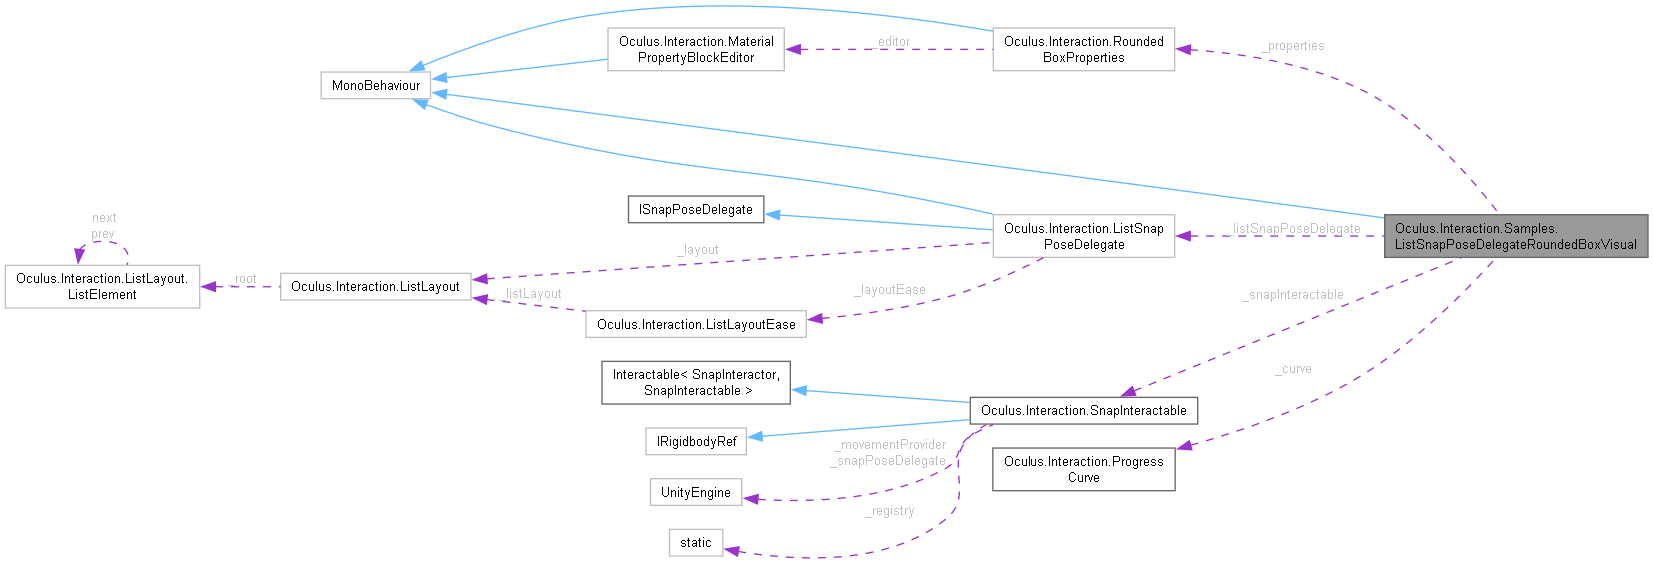 Oculus.Interaction.Material
PropertyBlockEditor
_editor
Oculus.Interaction.Rounded
BoxProperties
_properties
MonoBehaviour
ISnapPoseDelegate
next
prev
Oculus.Interaction.ListLayout.
ListElement
_root
Oculus.Interaction.ListLayout
_layout
_listLayout
Oculus.Interaction.ListLayoutEase
_layoutEase
Oculus.Interaction.ListSnap
PoseDelegate
_listSnapPoseDelegate
Oculus.Interaction.Samples.
ListSnapPoseDelegateRoundedBoxVisual
_snapInteractable
_curve
Interactable< SnapInteractor,
SnapInteractable >
Oculus.Interaction.SnapInteractable
IRigidbodyRef
_movementProvider
_snapPoseDelegate
Oculus.Interaction.Progress
Curve
UnityEngine
_registry
static